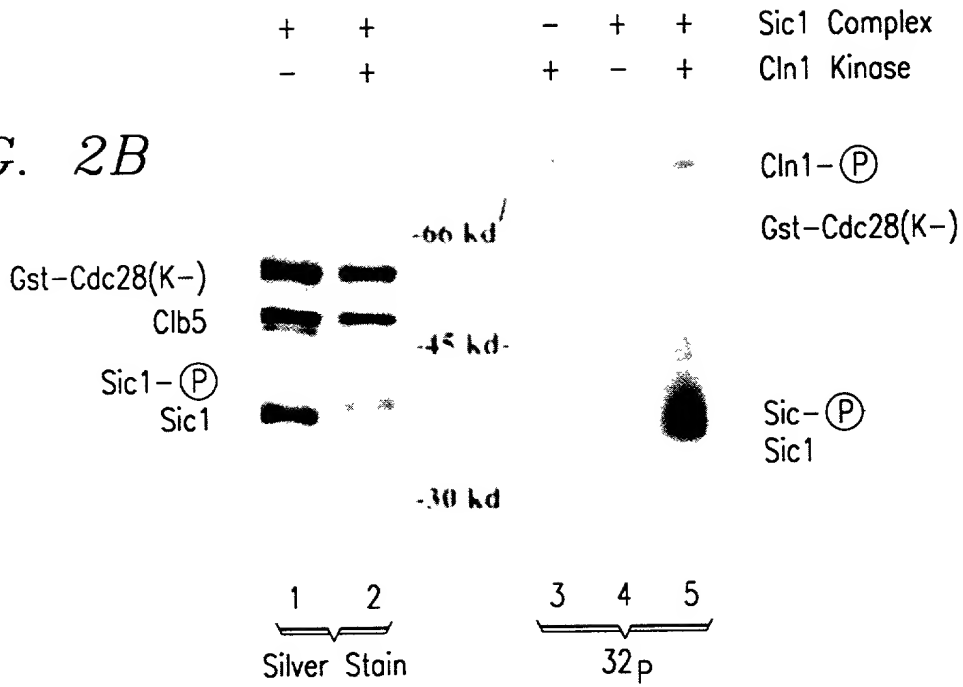 + + - + + Sic1 Complex
- + + - + Cln1 Kinase
G. 2B
Cln1-Ⓟ
-66 kd
Gst-Cdc28(K-)
Gst-Cdc28(K-)
Clb5
-45 kd-
Sic1-Ⓟ
Sic1
Sic-Ⓟ
Sic1
-30 kd
1 2 3 4 5
Silver Stain 32P